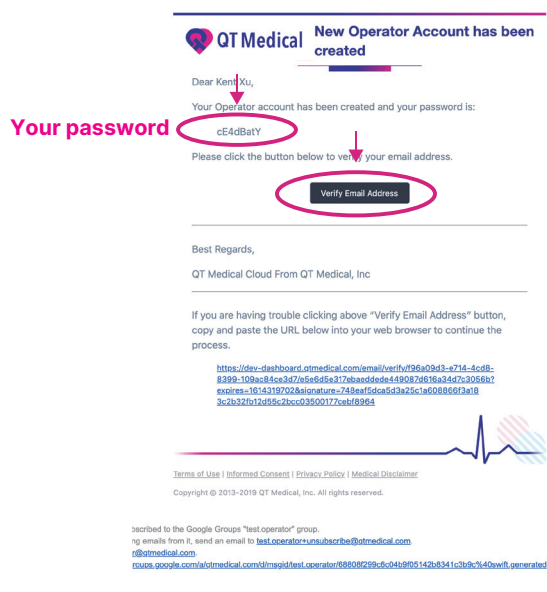 QT Medical
New Operator Account has been
created
Dear Kent Xu,
Your Operator account has been created and your password is:
Your password
cE4dBatY
Please click the button below to verify your email address.
Verify Email Address
Best Regards,
QT Medical Cloud From QT Medical, Inc
If you are having trouble clicking above "Verify Email Address" button,
copy and paste the URL below into your web browser to continue the
process.
https://dev-dashboard.qtmedical.com/email/verify/f96a09d3-e714-4cd8-
8399-109ac84ce3d7/e5e6d5e317ebaeddede449087d616a34d7c3056b?
expires=1614319702&signature=748eaf5dca5d3a25c1a608866f3a18
3c2b32fb12d55c2bcc03500177cebf8964
Terms of Use | Informed Consent | Privacy Policy | Medical Disclaimer
Copyright © 2013-2019 QT Medical, Inc. All rights reserved.
bscribed to the Google Groups "test.operator" group.
ng emails from it, send an email to test.operator+unsubscribe@qtmedical.com.
r@qtmedical.com.
roups.google.com/a/qtmedical.com/d/msgid/test.operator/68808f299c6c04b9f05142b8341c3b9c%40swift.generated